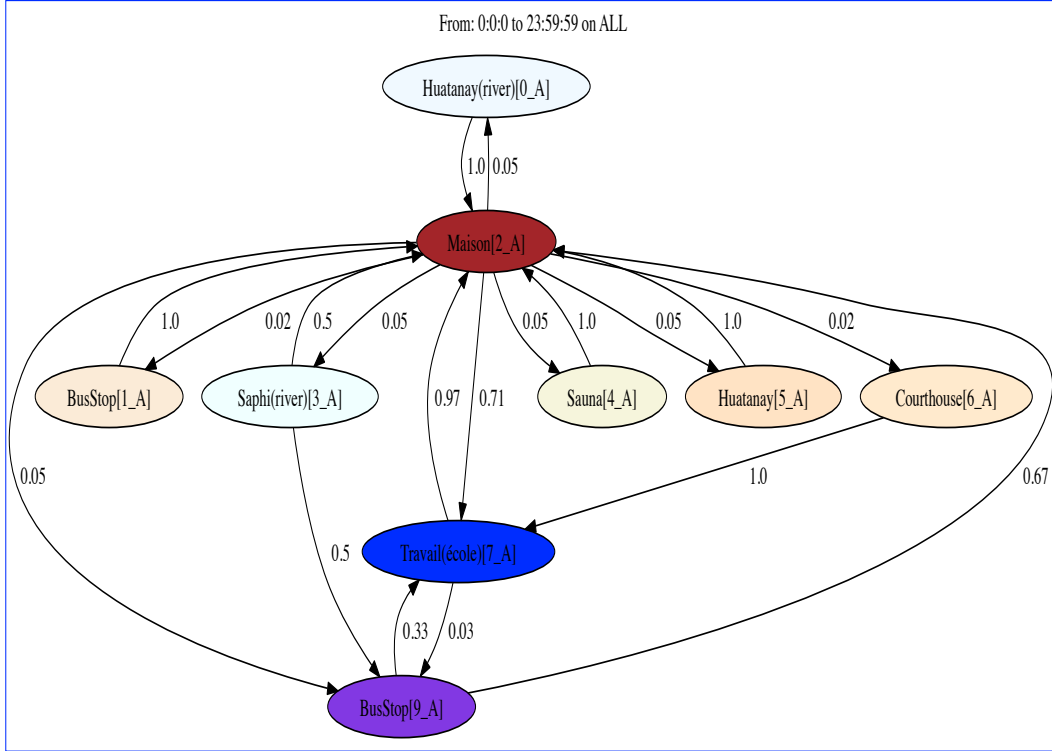 From: 0:0:0 to 23:59:59 on ALL
Huatanay(river)[0_A]
1.0
0.05
Maison[2_A]
1.0
0.02
0.5
0.05
0.05
1.0
0.05
1.0
0.02
BusStop[1_A]
Saphi(river)[3_A]
0.97
0.71
Sauna[4_A]
Huatanay[5_A]
Courthouse[6_A]
0.05
1.0
0.67
0.5
Travail(école)[7_A]
0.33
0.03
BusStop[9_A]